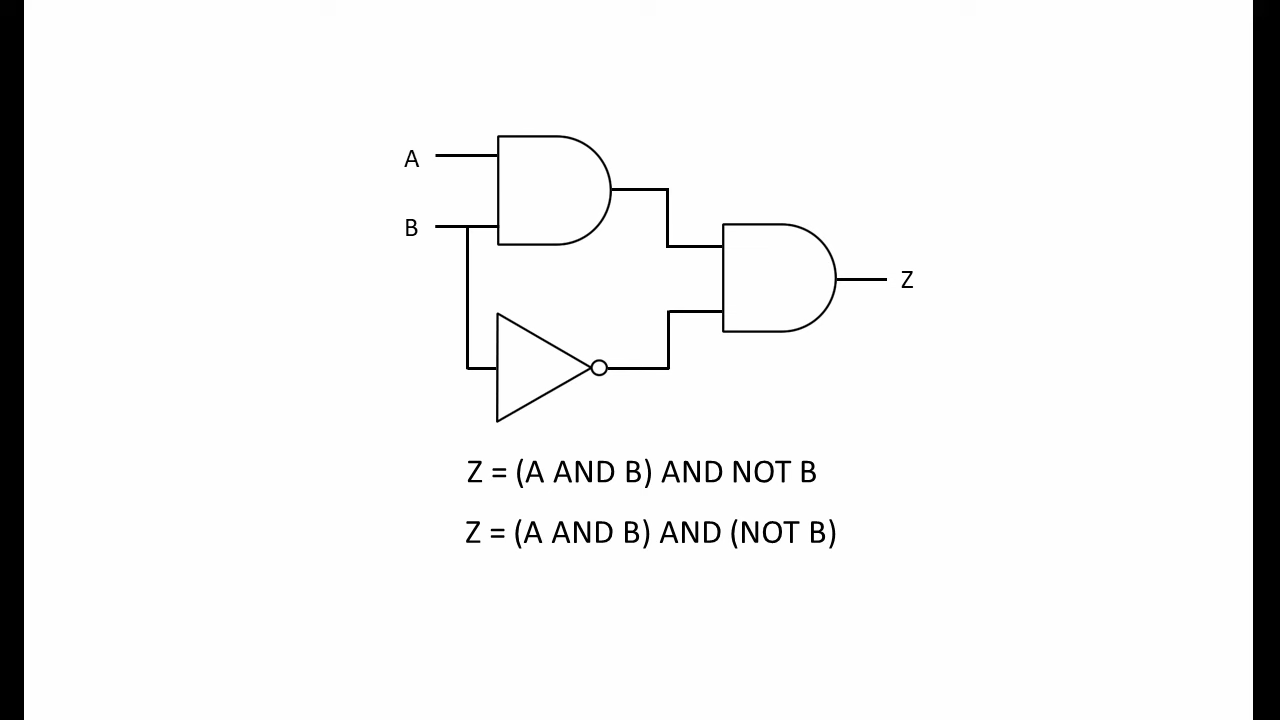 A
B
Z
Z = (A AND B) AND NOT B
Z = (A AND B) AND (NOT B)